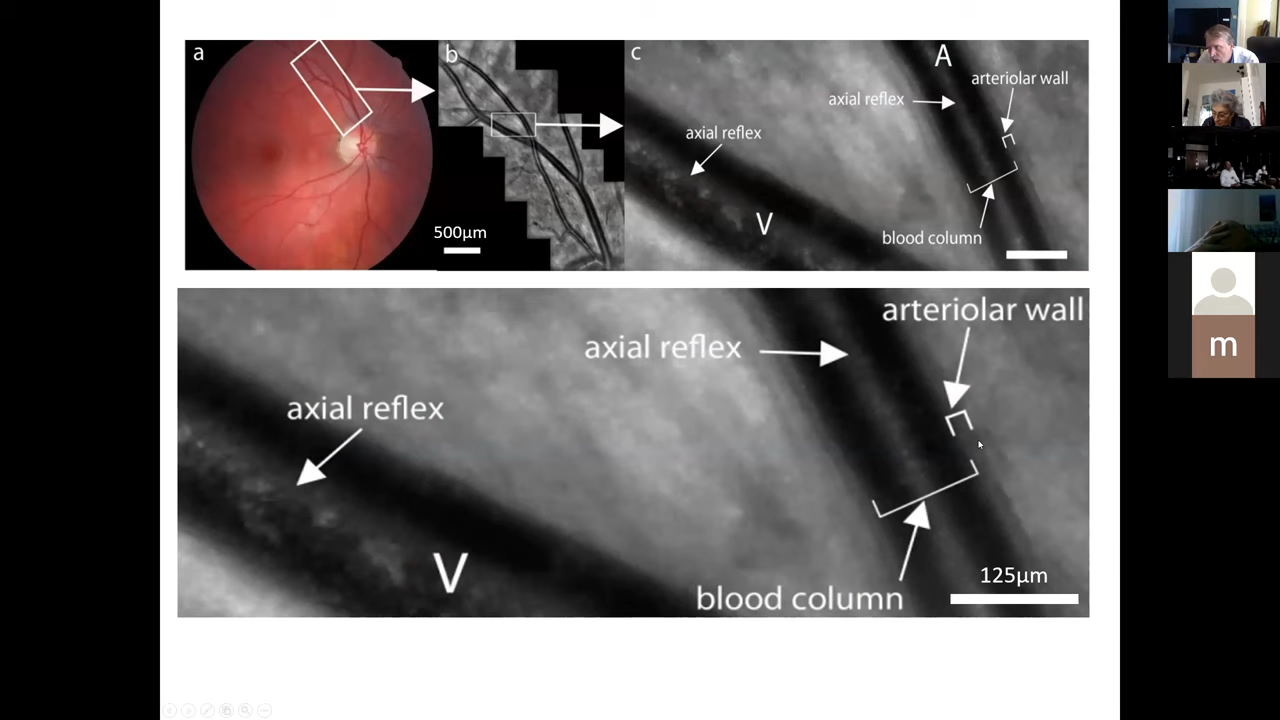 a
b
c
A
arteriolar wall
axial reflex
axial reflex
V
blood column
500µm
arteriolar wall
axial reflex
axial reflex
V
125µm
blood column
m